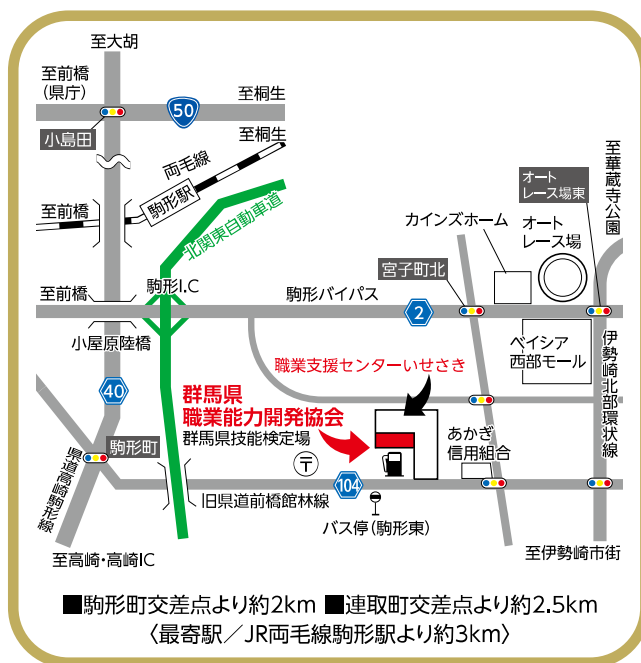 至大胡
至前橋
(県庁)
50
至桐生
小島田
至桐生
両毛線
駒形駅
至前橋
北関東自動車道
至華蔵寺公園
オート
レース場東
カインズホーム
オート
レース場
宮子町北
駒形I.C
至前橋
駒形バイパス
2
小屋原陸橋
ベイシア
西部モール
伊勢崎北部環状線
職業支援センターいせさき
40
群馬県
職業能力開発協会
群馬県技能検定場
駒形町
あかぎ
信用組合
〒
県道高崎駒形線
旧県道前橋館林線
104
バス停(駒形東)
至高崎・高崎IC
至伊勢崎市街
■駒形町交差点より約2km ■連取町交差点より約2.5km
〈最寄駅/JR両毛線駒形駅より約3km〉